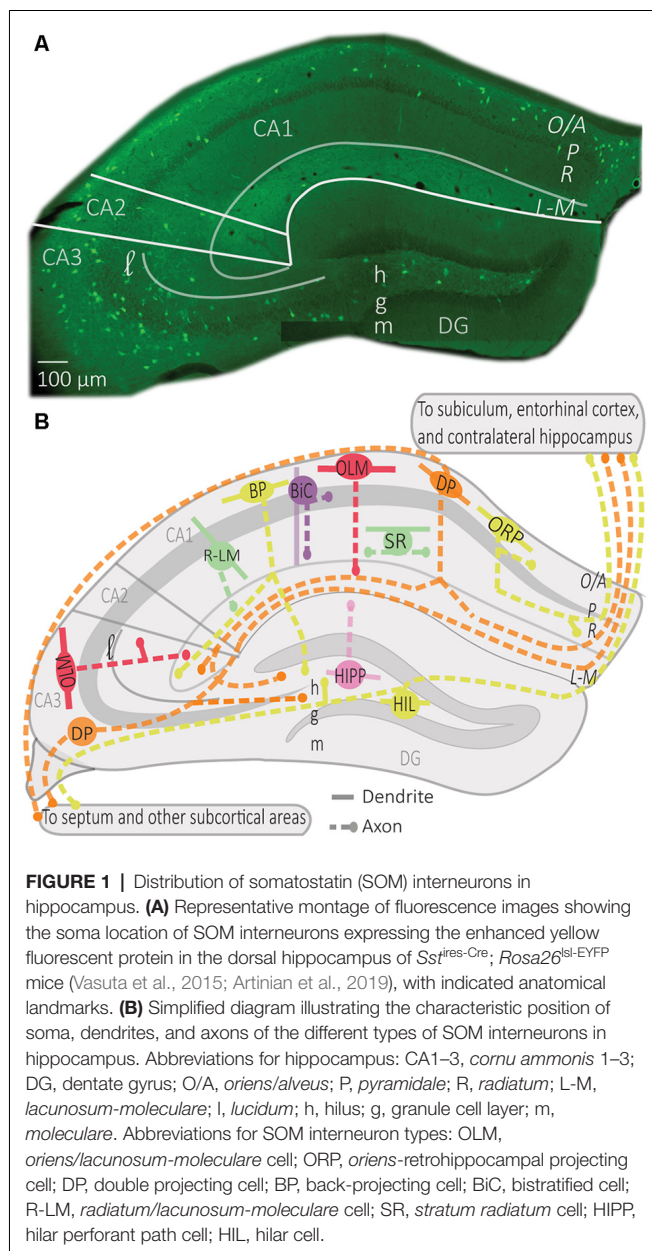 A
CA1
O/A
P
R
L-M
CA2
CA3
ℓ
h
g
m
DG
100 µm
B
To subiculum, entorhinal cortex,
and contralateral hippocampus
BP
BiC
OLM
DP
ORP
CA1
R-LM
SR
O/A
P
R
L-M
CA2
ℓ
OLM
CA3
HIPP
h
HIL
g
DP
m
DG
To septum and other subcortical areas
Dendrite
Axon
FIGURE 1 | Distribution of somatostatin (SOM) interneurons in
hippocampus. (A) Representative montage of fluorescence images showing
the soma location of SOM interneurons expressing the enhanced yellow
fluorescent protein in the dorsal hippocampus of Sst^ires-Cre; Rosa26^lsl-EYFP
mice (Vasuta et al., 2015; Artinian et al., 2019), with indicated anatomical
landmarks. (B) Simplified diagram illustrating the characteristic position of
soma, dendrites, and axons of the different types of SOM interneurons in
hippocampus. Abbreviations for hippocampus: CA1–3, cornu ammonis 1–3;
DG, dentate gyrus; O/A, oriens/alveus; P, pyramidale; R, radiatum; L-M,
lacunosum-moleculare; l, lucidum; h, hilus; g, granule cell layer; m,
moleculare. Abbreviations for SOM interneuron types: OLM,
oriens/lacunosum-moleculare cell; ORP, oriens-retrohippocampal projecting
cell; DP, double projecting cell; BP, back-projecting cell; BiC, bistratified cell;
R-LM, radiatum/lacunosum-moleculare cell; SR, stratum radiatum cell; HIPP,
hilar perforant path cell; HIL, hilar cell.